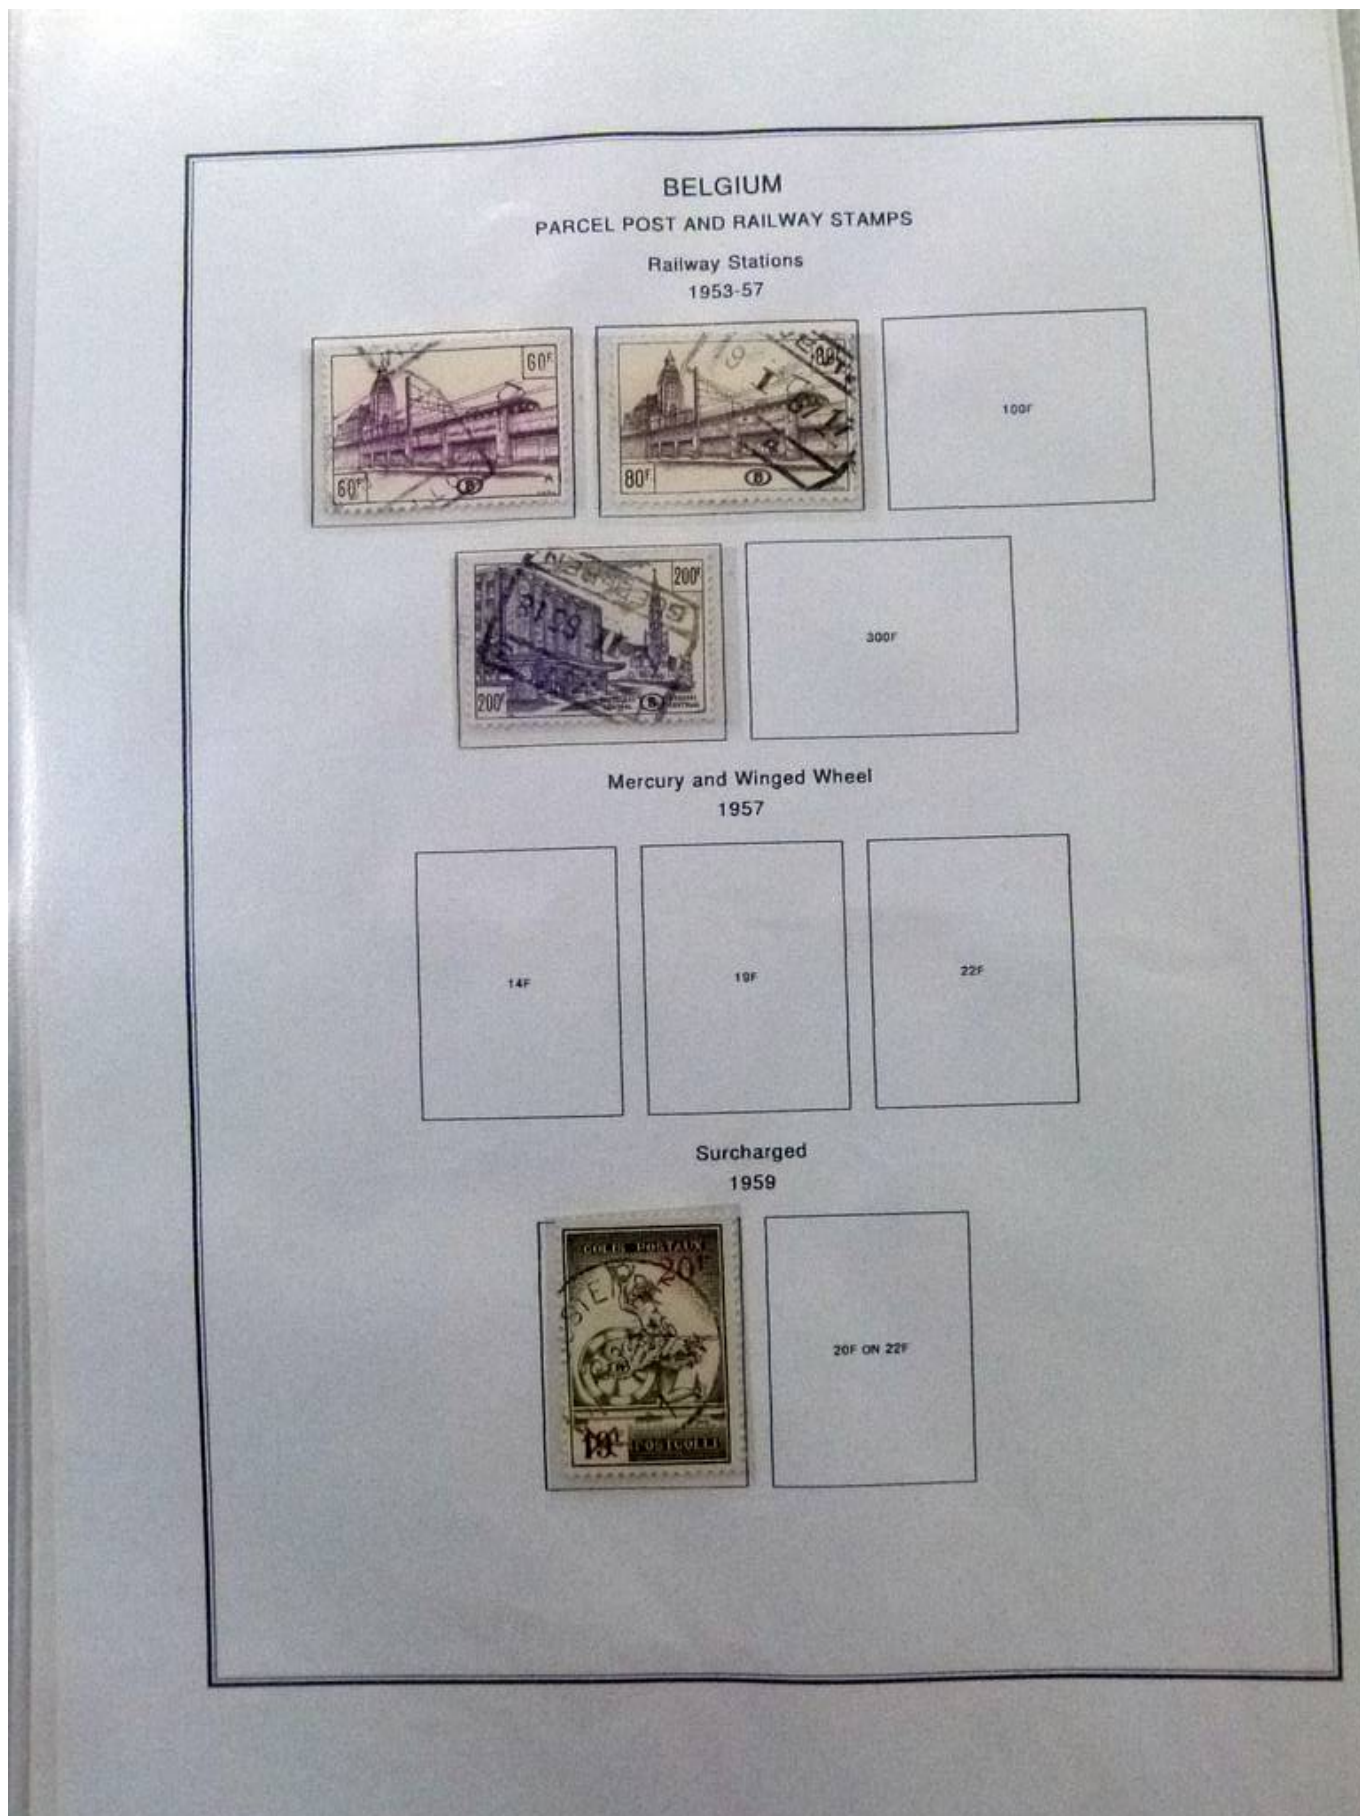 BELGIUM
PARCEL POST AND RAILWAY STAMPS
Railway Stations
1953-57
60F
60F
B
80F
80F
B
100F
200F
200F
B
300F
Mercury and Winged Wheel
1957
14F
19F
22F
Surcharged
1959
COLIS POSTAUX
20F
POSTCOLLI
20F ON 22F